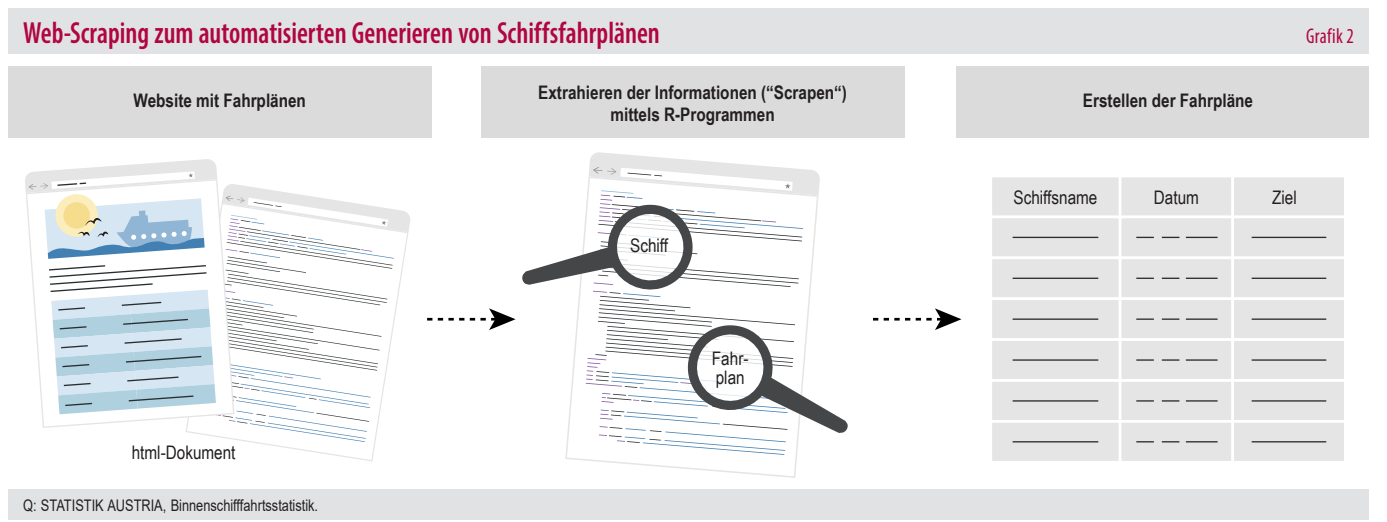 Web-Scraping zum automatisierten Generieren von Schiffsfahrplänen
Grafik 2
Website mit Fahrplänen
Extrahieren der Informationen (“Scrapen“)
mittels R-Programmen
Erstellen der Fahrpläne
html-Dokument
Schiff
Fahr-
plan
Schiffsname Datum Ziel
Q: STATISTIK AUSTRIA, Binnenschifffahrtsstatistik.